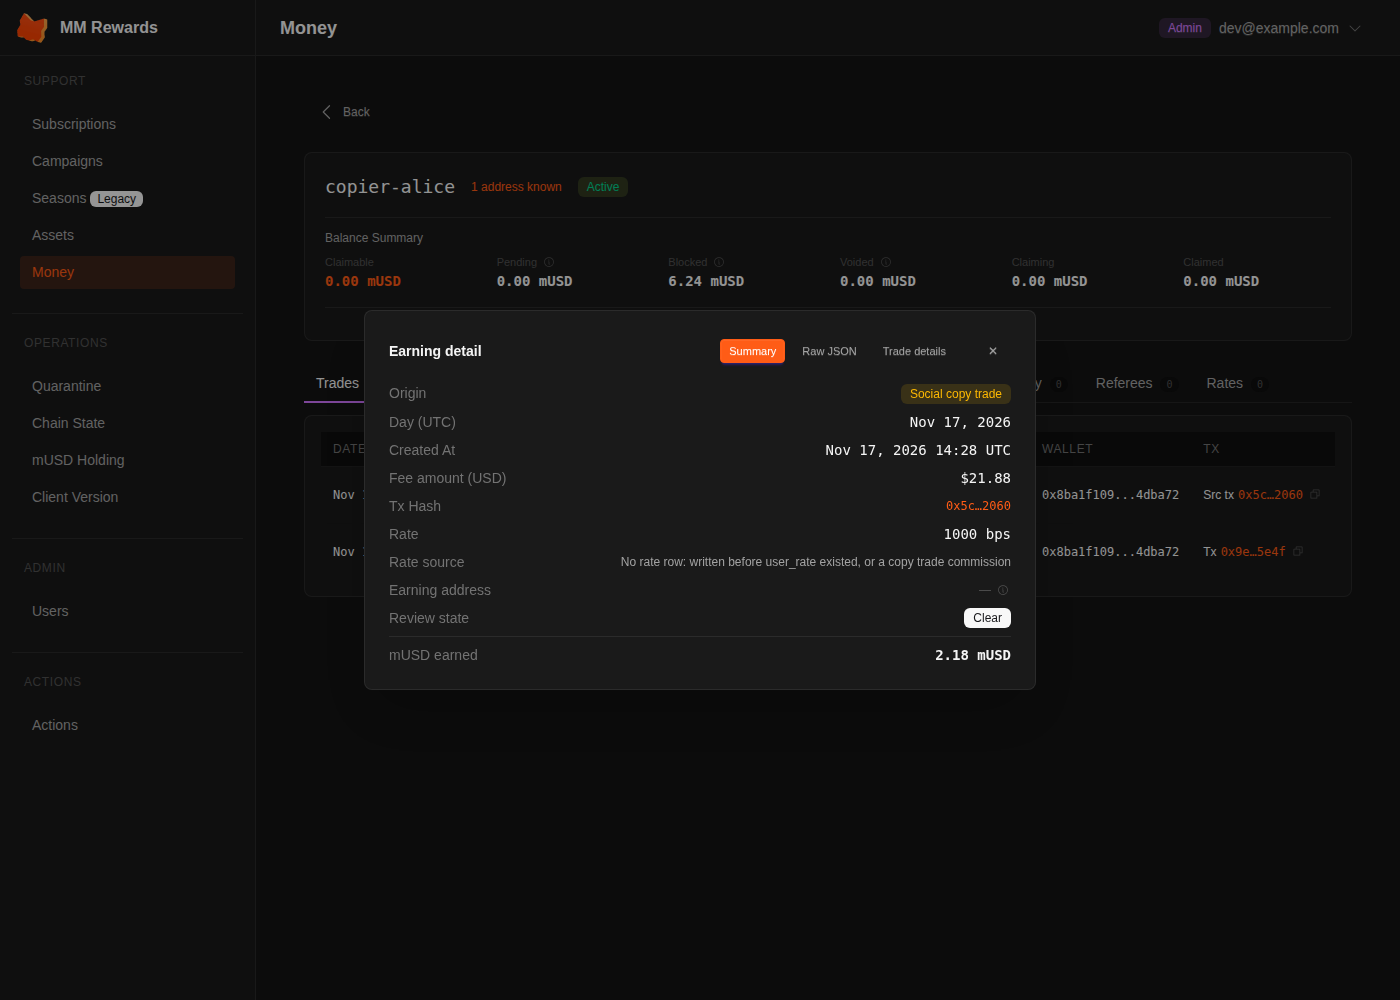 MM Rewards
Money
Admin dev@example.com
SUPPORT
Subscriptions
Campaigns
Seasons Legacy
Assets
Money
OPERATIONS
Quarantine
Chain State
mUSD Holding
Client Version
ADMIN
Users
ACTIONS
Actions
Back
copier-alice 1 address known Active
Balance Summary
Claimable Pending Blocked Voided Claiming Claimed
0.00 mUSD 0.00 mUSD 6.24 mUSD 0.00 mUSD 0.00 mUSD 0.00 mUSD
Trades y 0 Referees 0 Rates 0
DATE WALLET TX
Nov 0x8ba1f109...4dba72 Src tx 0x5c…2060
Nov 0x8ba1f109...4dba72 Tx 0x9e…5e4f
Earning detail Summary Raw JSON Trade details ✕
Origin Social copy trade
Day (UTC) Nov 17, 2026
Created At Nov 17, 2026 14:28 UTC
Fee amount (USD) $21.88
Tx Hash 0x5c…2060
Rate 1000 bps
Rate source No rate row: written before user_rate existed, or a copy trade commission
Earning address —
Review state Clear
mUSD earned 2.18 mUSD